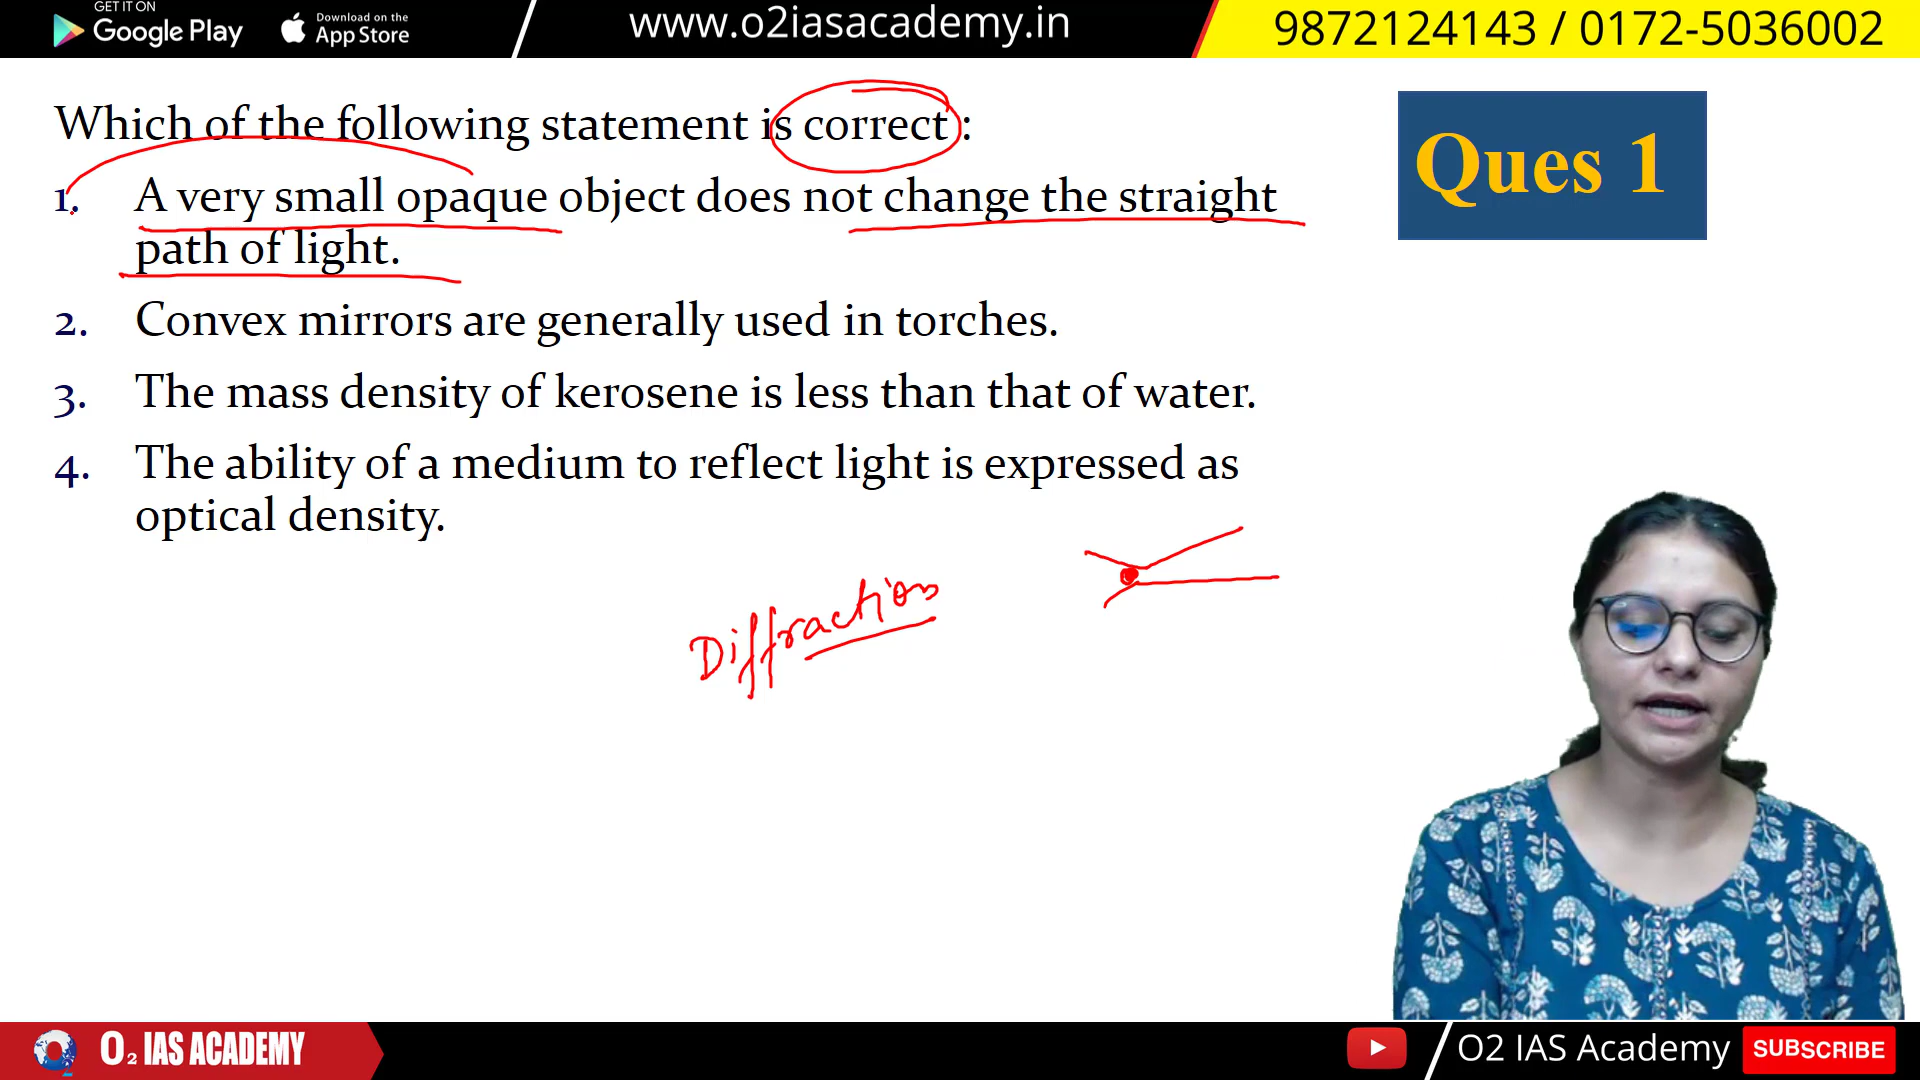 GET IT ON
Google Play
Download on the
App Store
www.o2iasacademy.in
9872124143 / 0172-5036002
Which of the following statement is correct :
Ques 1
1. A very small opaque object does not change the straight
path of light.
2. Convex mirrors are generally used in torches.
3. The mass density of kerosene is less than that of water.
4. The ability of a medium to reflect light is expressed as
optical density.
Diffraction
O2 IAS ACADEMY
O2 IAS Academy
SUBSCRIBE